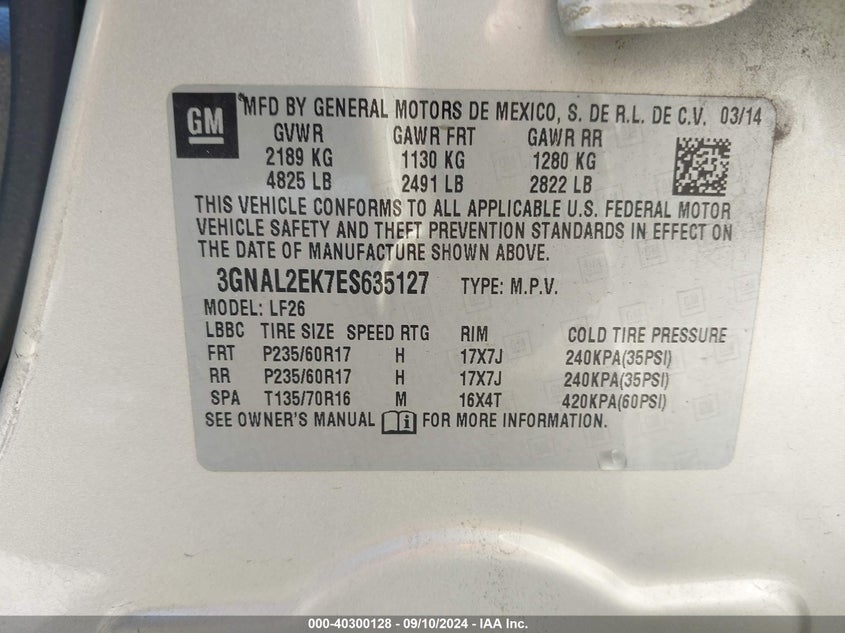 GM MFD BY GENERAL MOTORS DE MEXICO, S. DE R.L. DE C.V. 03/14
GVWR GAWR FRT GAWR RR
2189 KG 1130 KG 1280 KG
4825 LB 2491 LB 2822 LB
THIS VEHICLE CONFORMS TO ALL APPLICABLE U.S. FEDERAL MOTOR
VEHICLE SAFETY AND THEFT PREVENTION STANDARDS IN EFFECT ON
THE DATE OF MANUFACTURE SHOWN ABOVE.
3GNAL2EK7ES635127 TYPE: M.P.V.
MODEL: LF26
LBBC TIRE SIZE SPEED RTG RIM COLD TIRE PRESSURE
FRT P235/60R17 H 17X7J 240KPA(35PSI)
RR P235/60R17 H 17X7J 240KPA(35PSI)
SPA T135/70R16 M 16X4T 420KPA(60PSI)
SEE OWNER'S MANUAL FOR MORE INFORMATION.
000-40300128 - 09/10/2024 - IAA Inc.